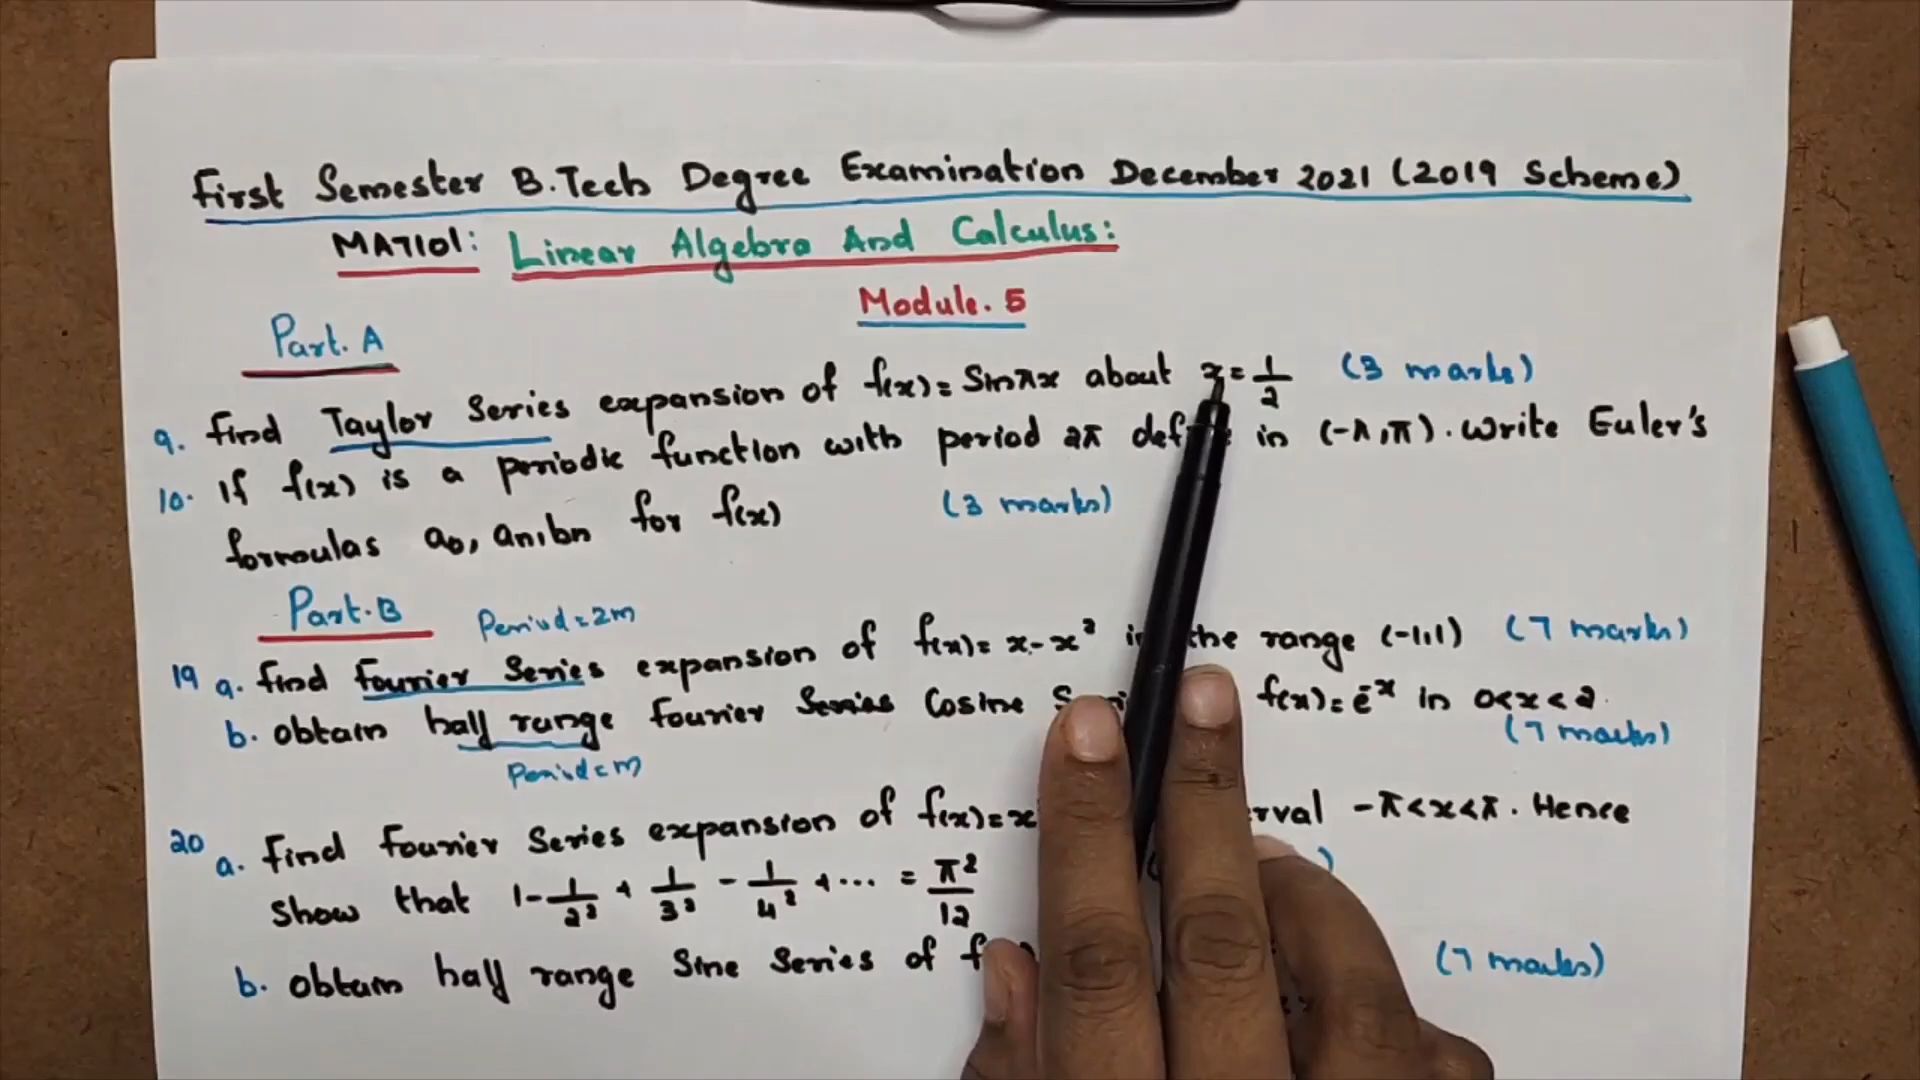 First Semester B.Tech Degree Examination December 2021 (2019 Scheme)
MAT101: Linear Algebra And Calculus:
Module. 5
Part. A
9. Find Taylor Series expansion of f(x)= Sinπx about x = 1/2 (3 marks)
10. If f(x) is a periodic function with period 2π in (-π,π). Write Euler's
formulas a₀, an, bn for f(x) (3 marks)
Part. B Period = 2m
19 a. Find Fourier Series expansion of f(x)= x-x² in the range (-1,1) (7 marks)
b. Obtain half range Fourier Series Cosine f(x)= e⁻ˣ in 0<x<2.
(7 marks)
Period = m
20 a. Find Fourier Series expansion of f(x)=x -π<x<π. Hence
Show that 1 - 1/2² + 1/3² - 1/4² + ... = π²/12
b. Obtain half range Sine Series of (7 marks)